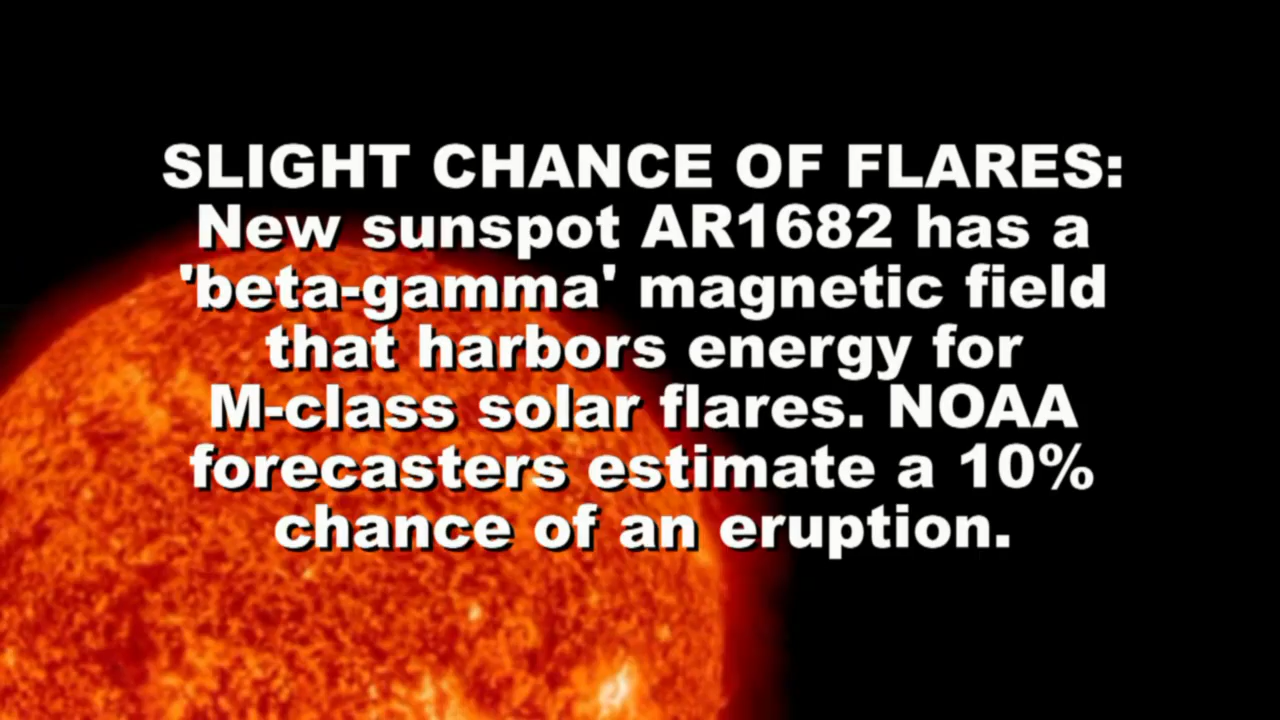 SLIGHT CHANCE OF FLARES:
New sunspot AR1682 has a
'beta-gamma' magnetic field
that harbors energy for
M-class solar flares. NOAA
forecasters estimate a 10%
chance of an eruption.